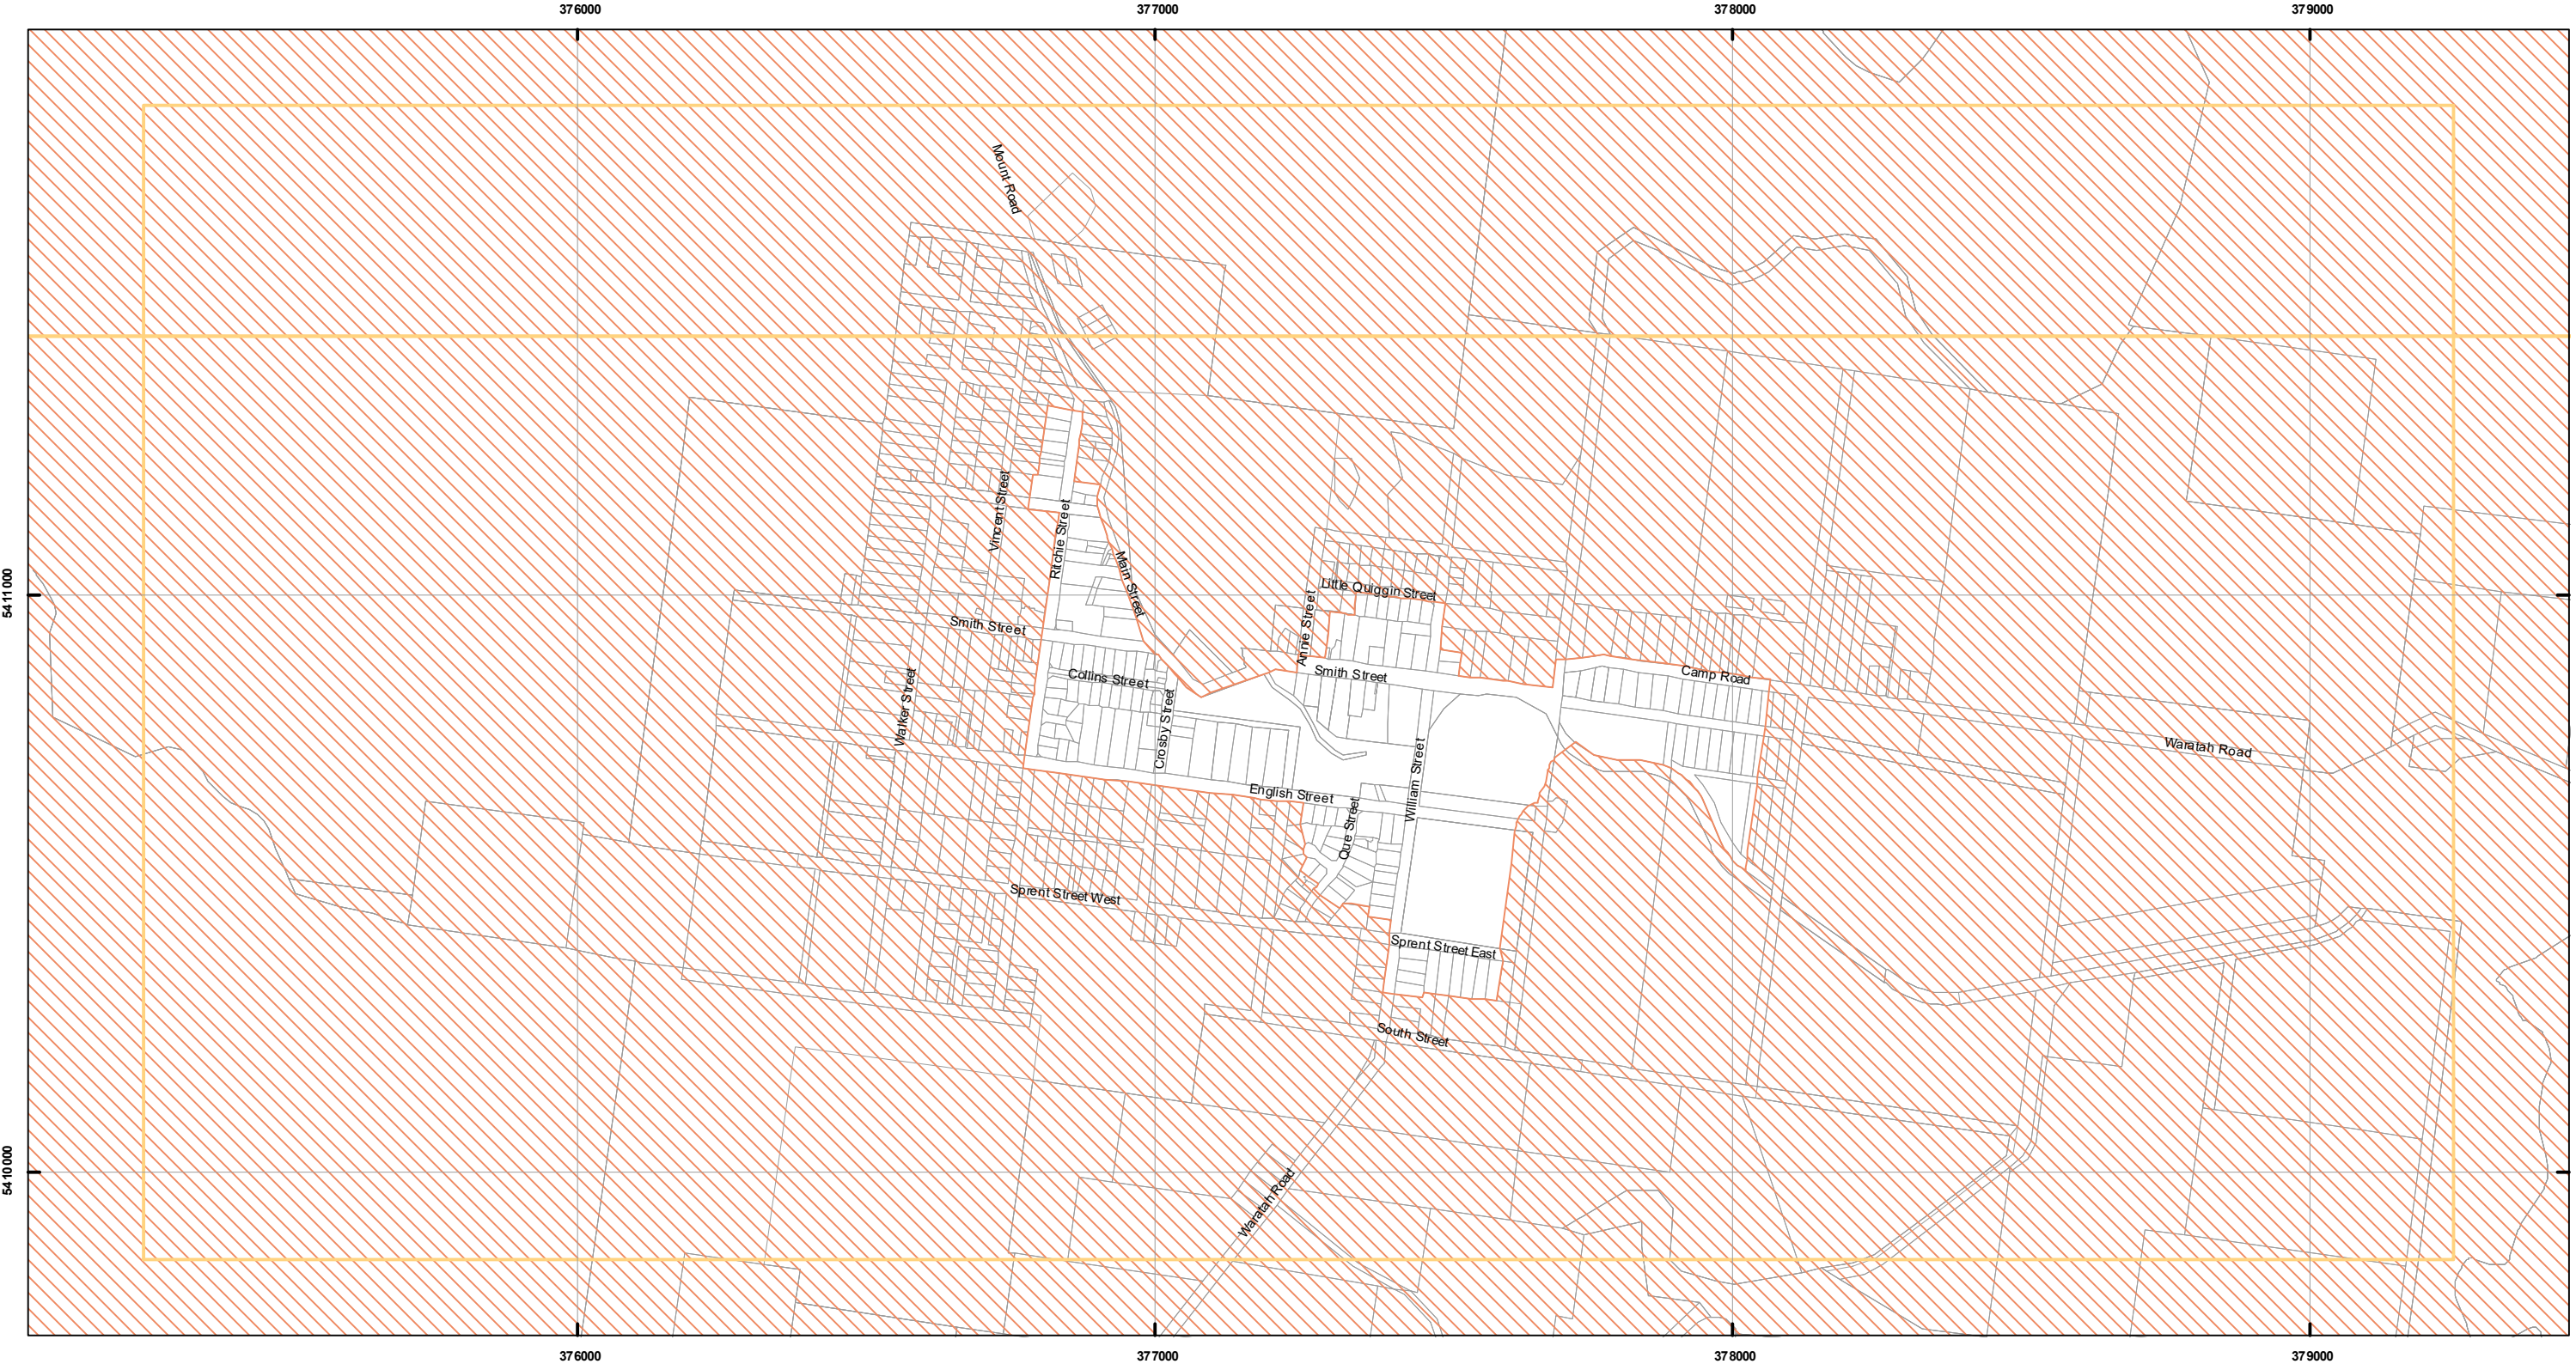 376000
377000
378000
379000
Mount Road
Vincent Street
Ritchie Street
Main Street
5411000
Little Quiggin Street
Annie Street
Smith Street
Smith Street
Collins Street
Camp Road
Walker Street
Crosby Street
Waratah Road
William Street
English Street
Que Street
Sprent Street West
Sprent Street East
South Street
5410000
Waratah Road
376000
377000
378000
379000